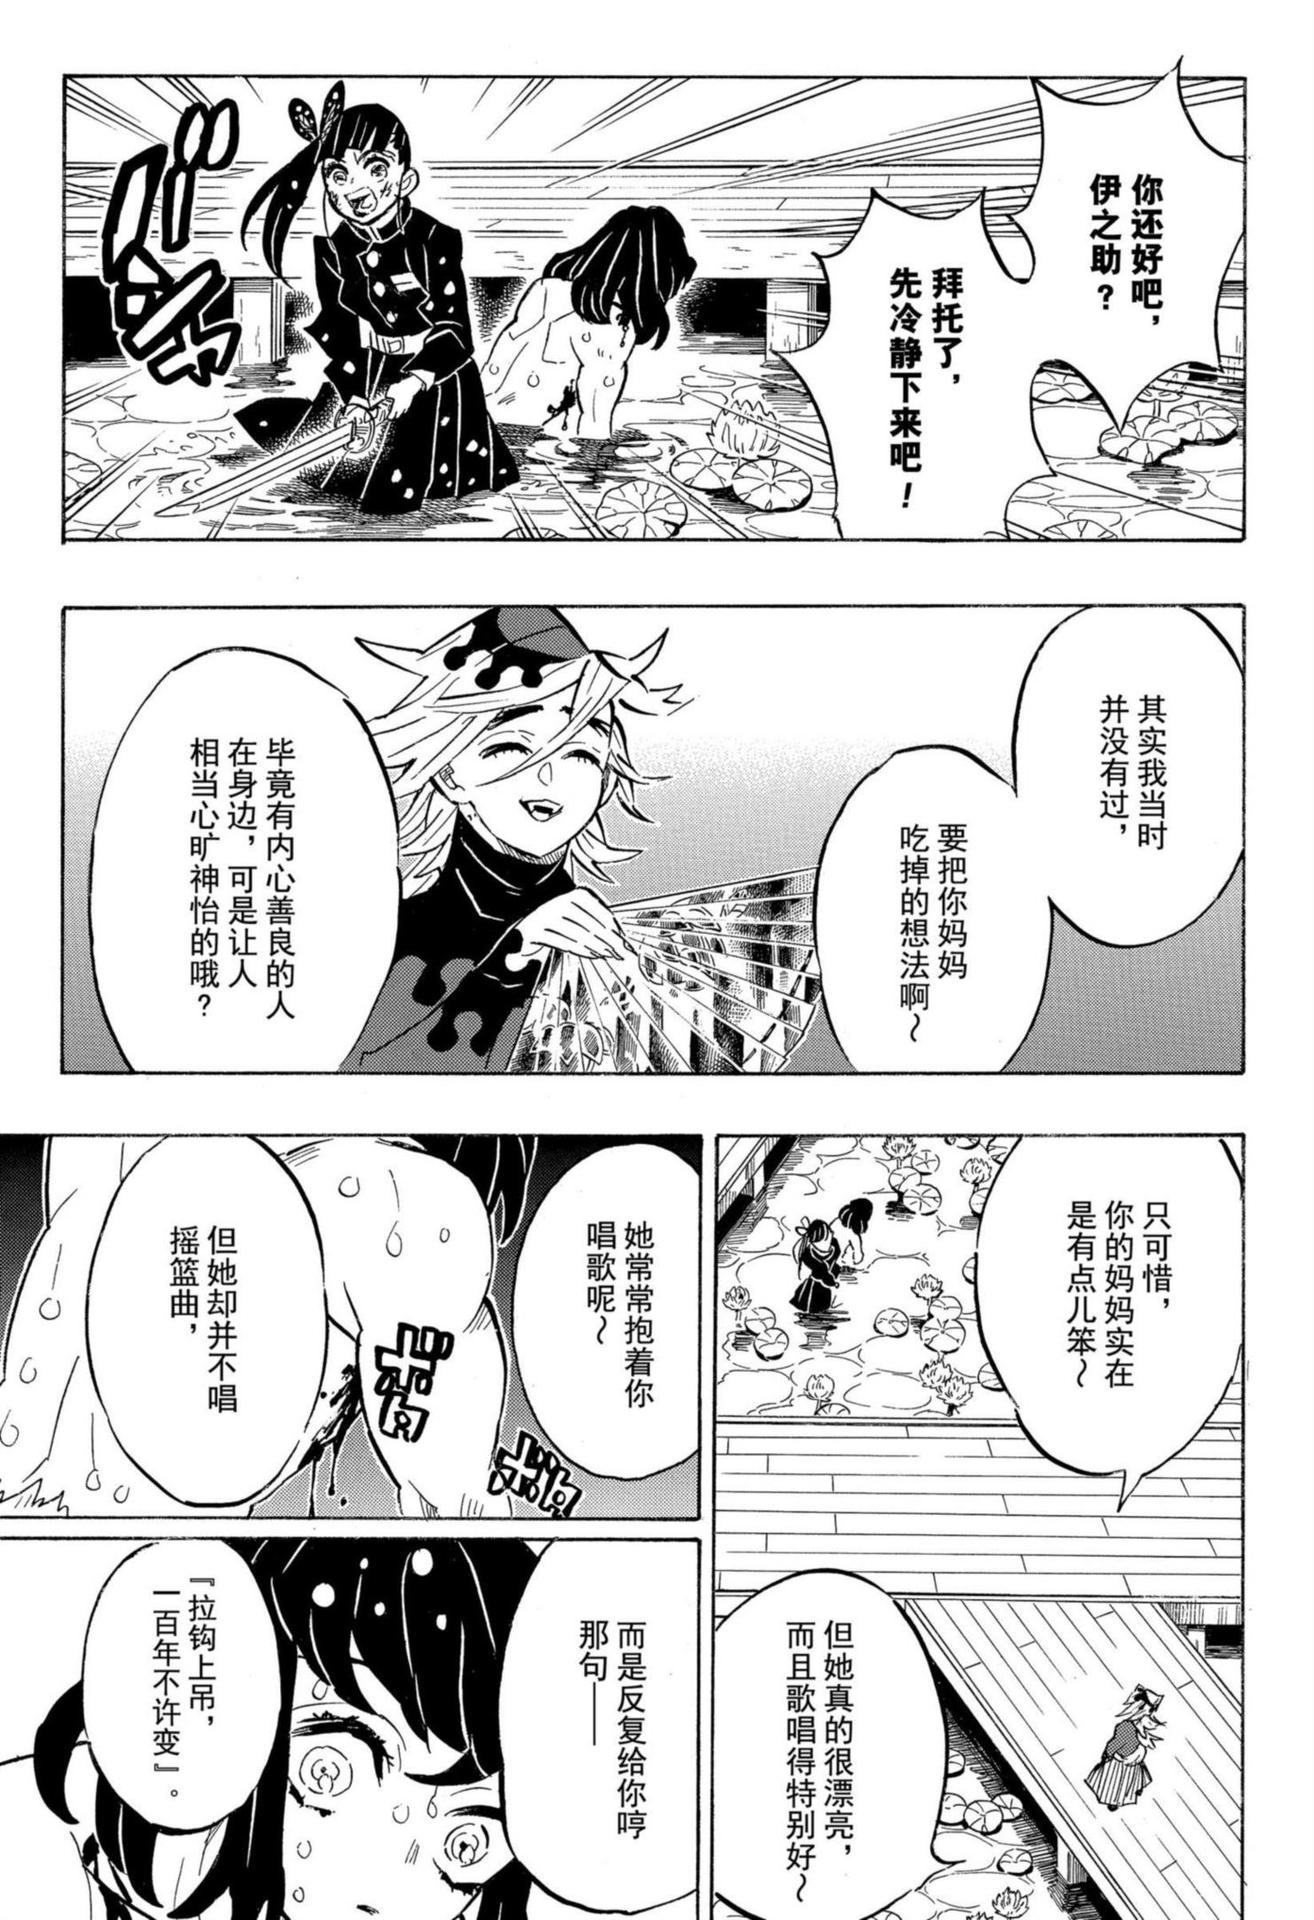 你还好吧，
伊之助？
拜托了，
先冷静下来吧！
其实我当时
并没有过，
要把你妈妈
吃掉的想法啊～
毕竟有内心善良的人
在身边，可是让人
相当心旷神怡的哦？
只可惜，
你的妈妈实在
是有点儿笨～
但她真的很漂亮，
而且歌唱得特别好～
她常常抱着你
唱歌呢～
但她却并不唱
摇篮曲，
而是反复给你哼
那句——
『拉钩上吊，
一百年不许变』。